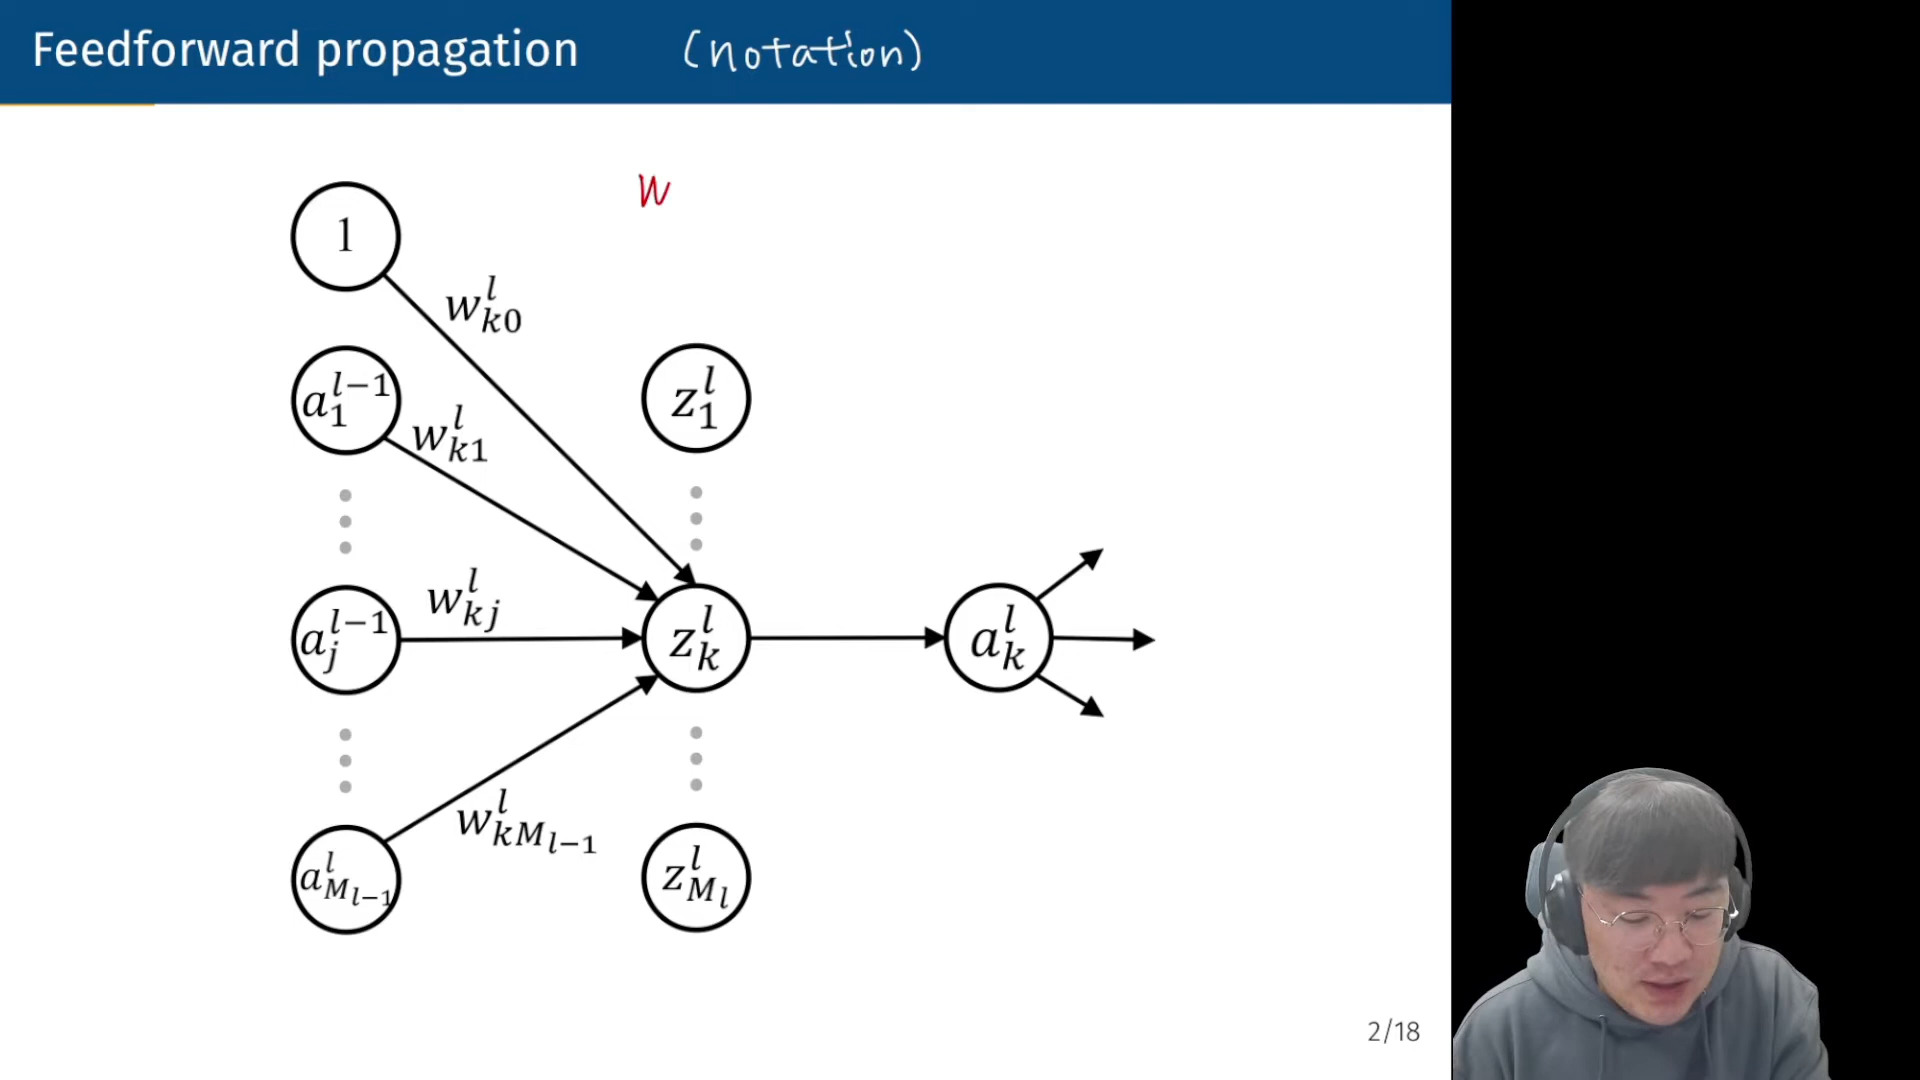 Feedforward propagation (notation)
W
1
w^l_{k0}
a^{l-1}_1
w^l_{k1}
z^l_1
a^{l-1}_j
w^l_{kj}
z^l_k
a^l_k
a^l_{M_{l-1}}
w^l_{kM_{l-1}}
z^l_{M_l}
2/18